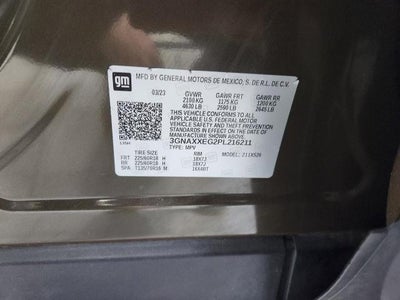 gm
MFD BY GENERAL MOTORS DE MEXICO, S. DE R.L. DE C.V.
03/23 GVWR GAWR FRT GAWR RR
2100 KG 1175 KG 1200 KG
4630 LB 2590 LB 2645 LB
THIS VEHICLE CONFORMS TO ALL
APPLICABLE U.S. FEDERAL MOTOR
VEHICLE SAFETY AND THEFT PREVENTION
STANDARDS IN EFFECT ON THE DATE OF
MANUFACTURE SHOWN ABOVE.
3GNAXXEG2PL216211
TYPE: MPV
TIRE SIZE RIM MODEL:
FRT 225/60R18 H 18X7J
RR 225/60R18 H 18X7J
SPA T135/70R16 M 16X4BT